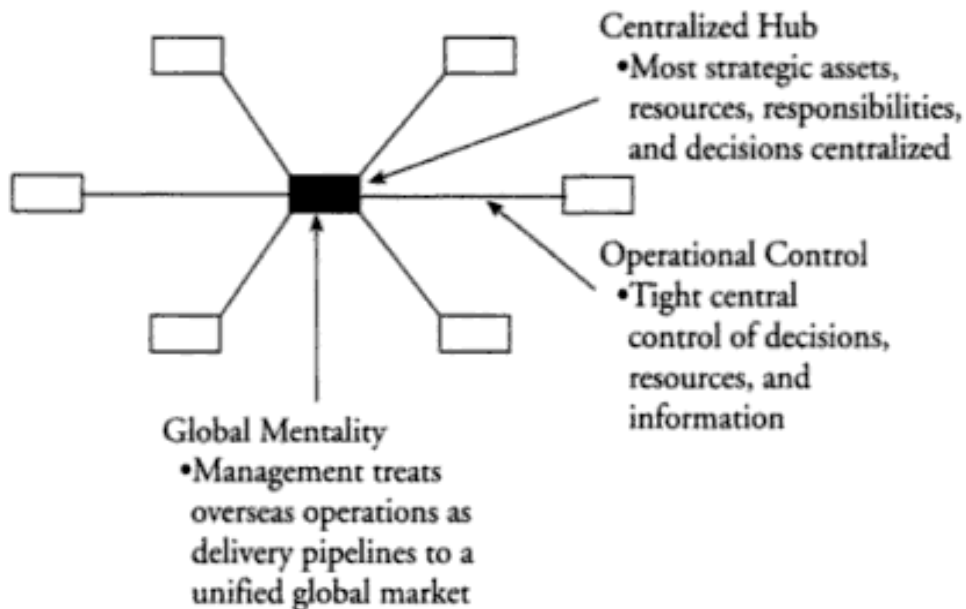 Centralized Hub
•Most strategic assets,
resources, responsibilities,
and decisions centralized
Operational Control
•Tight central
control of decisions,
resources, and
information
Global Mentality
•Management treats
overseas operations as
delivery pipelines to a
unified global market